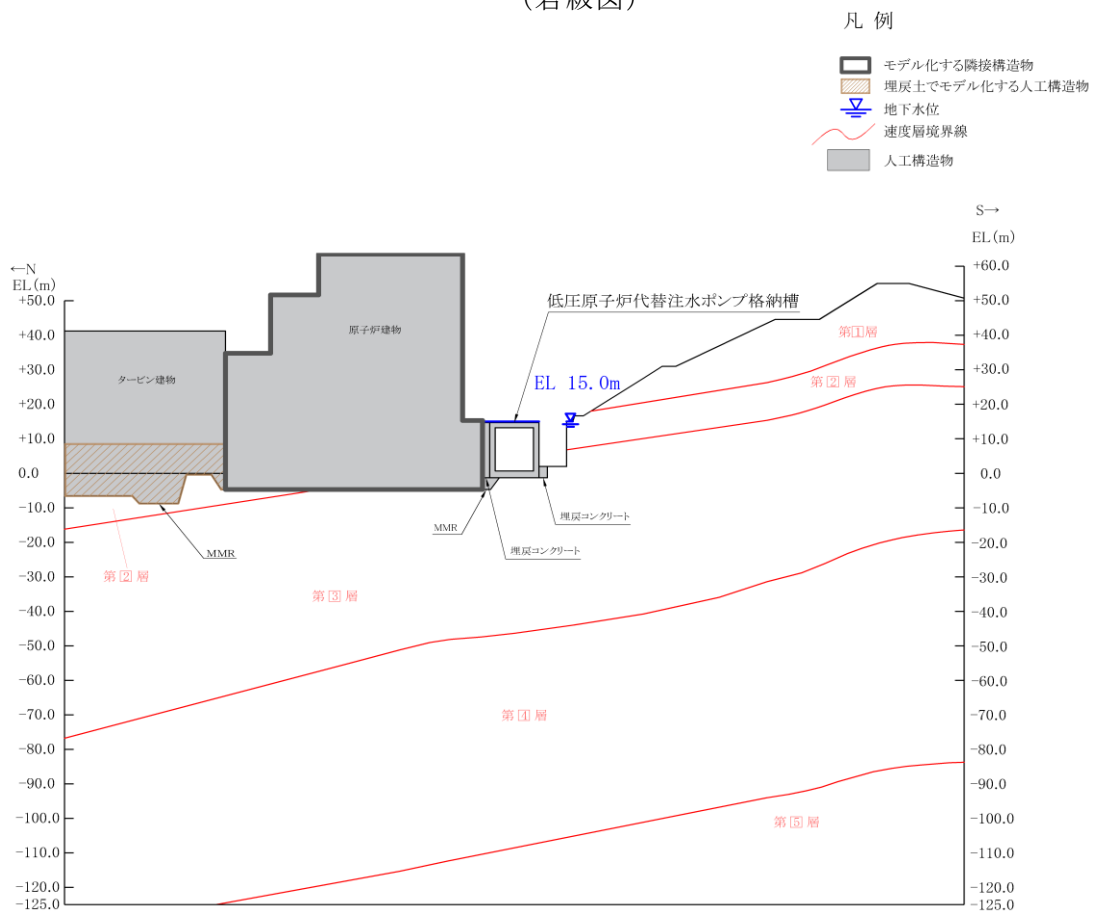 (岩級図)
凡 例
モデル化する隣接構造物
埋戻土でモデル化する人工構造物
地下水位
速度層境界線
人工構造物
S→
EL(m)
+60.0
+50.0
+40.0
+30.0
+20.0
+10.0
0.0
-10.0
-20.0
-30.0
-40.0
-50.0
-60.0
-70.0
-80.0
-90.0
-100.0
-110.0
-120.0
-125.0
←N
EL(m)
+50.0
+40.0
+30.0
+20.0
+10.0
0.0
-10.0
-20.0
-30.0
-40.0
-50.0
-60.0
-70.0
-80.0
-90.0
-100.0
-110.0
-120.0
-125.0
低圧原子炉代替注水ポンプ格納槽
原子炉建物
タービン建物
EL 15.0m
第1層
第2層
埋戻コンクリート
MMR
埋戻コンクリート
MMR
第2層
第3層
第4層
第5層